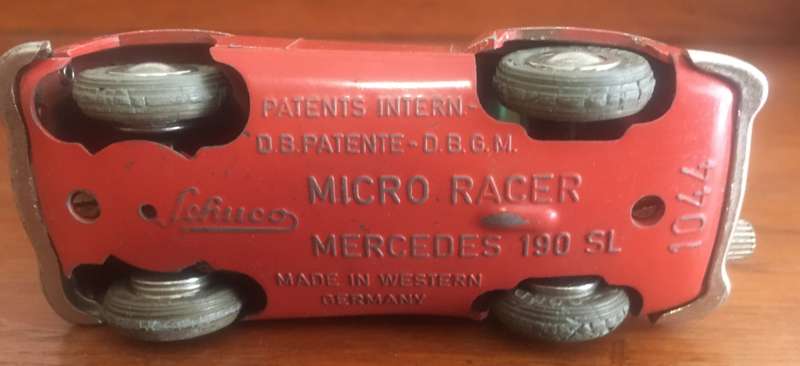 PATENTS INTERN.-
D.B.PATENTE-D.B.G.M.
Schuco
MICRO RACER
MERCEDES 190 SL
MADE IN WESTERN
GERMANY
1044